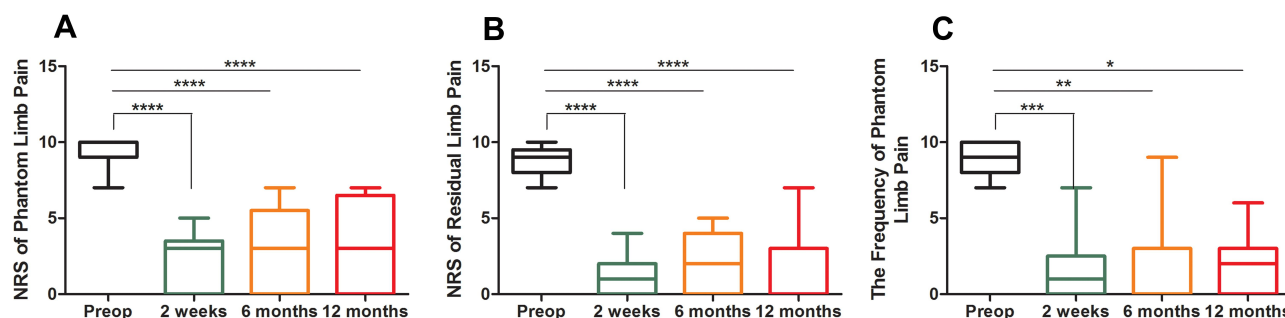 A
NRS of Phantom Limb Pain
15
10
5
0
****
****
****
Preop 2 weeks 6 months 12 months
B
NRS of Residual Limb Pain
15
10
5
0
****
****
****
Preop 2 weeks 6 months 12 months
C
The Frequency of Phantom
Limb Pain
15
10
5
0
*
**
***
Preop 2 weeks 6 months 12 months